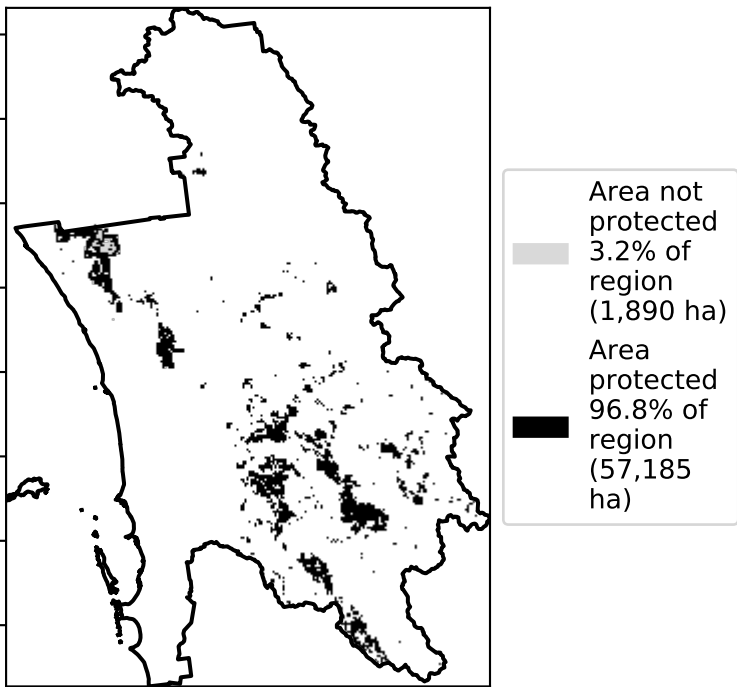 Area not
protected
3.2% of
region
(1,890 ha)
Area
protected
96.8% of
region
(57,185
ha)